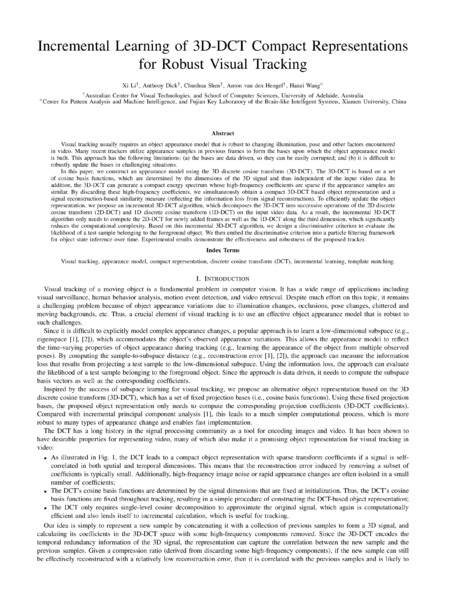 Incremental Learning of 3D-DCT Compact Representations
for Robust Visual Tracking
Xi Li†, Anthony Dick†, Chunhua Shen†, Anton van den Hengel†, Hanzi Wang°
†Australian Center for Visual Technologies, and School of Computer Sciences, University of Adelaide, Australia
°Center for Pattern Analysis and Machine Intelligence, and Fujian Key Laboratory of the Brain-like Intelligent Systems, Xiamen University, China
Abstract
Visual tracking usually requires an object appearance model that is robust to changing illumination, pose and other factors encountered
in video. Many recent trackers utilize appearance samples in previous frames to form the bases upon which the object appearance model
is built. This approach has the following limitations: (a) the bases are data driven, so they can be easily corrupted; and (b) it is difficult to
robustly update the bases in challenging situations.
In this paper, we construct an appearance model using the 3D discrete cosine transform (3D-DCT). The 3D-DCT is based on a set
of cosine basis functions, which are determined by the dimensions of the 3D signal and thus independent of the input video data. In
addition, the 3D-DCT can generate a compact energy spectrum whose high-frequency coefficients are sparse if the appearance samples are
similar. By discarding these high-frequency coefficients, we simultaneously obtain a compact 3D-DCT based object representation and a
signal reconstruction-based similarity measure (reflecting the information loss from signal reconstruction). To efficiently update the object
representation, we propose an incremental 3D-DCT algorithm, which decomposes the 3D-DCT into successive operations of the 2D discrete
cosine transform (2D-DCT) and 1D discrete cosine transform (1D-DCT) on the input video data. As a result, the incremental 3D-DCT
algorithm only needs to compute the 2D-DCT for newly added frames as well as the 1D-DCT along the third dimension, which significantly
reduces the computational complexity. Based on this incremental 3D-DCT algorithm, we design a discriminative criterion to evaluate the
likelihood of a test sample belonging to the foreground object. We then embed the discriminative criterion into a particle filtering framework
for object state inference over time. Experimental results demonstrate the effectiveness and robustness of the proposed tracker.
Index Terms
Visual tracking, appearance model, compact representation, discrete cosine transform (DCT), incremental learning, template matching.
I. INTRODUCTION
Visual tracking of a moving object is a fundamental problem in computer vision. It has a wide range of applications including
visual surveillance, human behavior analysis, motion event detection, and video retrieval. Despite much effort on this topic, it remains
a challenging problem because of object appearance variations due to illumination changes, occlusions, pose changes, cluttered and
moving backgrounds, etc. Thus, a crucial element of visual tracking is to use an effective object appearance model that is robust to
such challenges.
Since it is difficult to explicitly model complex appearance changes, a popular approach is to learn a low-dimensional subspace (e.g.,
eigenspace [1], [2]), which accommodates the object's observed appearance variations. This allows the appearance model to reflect
the time-varying properties of object appearance during tracking (e.g., learning the appearance of the object from multiple observed
poses). By computing the sample-to-subspace distance (e.g., reconstruction error [1], [2]), the approach can measure the information
loss that results from projecting a test sample to the low-dimensional subspace. Using the information loss, the approach can evaluate
the likelihood of a test sample belonging to the foreground object. Since the approach is data driven, it needs to compute the subspace
basis vectors as well as the corresponding coefficients.
Inspired by the success of subspace learning for visual tracking, we propose an alternative object representation based on the 3D
discrete cosine transform (3D-DCT), which has a set of fixed projection bases (i.e., cosine basis functions). Using these fixed projection
bases, the proposed object representation only needs to compute the corresponding projection coefficients (3D-DCT coefficients).
Compared with incremental principal component analysis [1], this leads to a much simpler computational process, which is more
robust to many types of appearance change and enables fast implementation.
The DCT has a long history in the signal processing community as a tool for encoding images and video. It has been shown to
have desirable properties for representing video, many of which also make it a promising object representation for visual tracking in
video:
• As illustrated in Fig. 1, the DCT leads to a compact object representation with sparse transform coefficients if a signal is self-
correlated in both spatial and temporal dimensions. This means that the reconstruction error induced by removing a subset of
coefficients is typically small. Additionally, high-frequency image noise or rapid appearance changes are often isolated in a small
number of coefficients;
• The DCT's cosine basis functions are determined by the signal dimensions that are fixed at initialization. Thus, the DCT's cosine
basis functions are fixed throughout tracking, resulting in a simple procedure of constructing the DCT-based object representation;
• The DCT only requires single-level cosine decomposition to approximate the original signal, which again is computationally
efficient and also lends itself to incremental calculation, which is useful for tracking.
Our idea is simply to represent a new sample by concatenating it with a collection of previous samples to form a 3D signal, and
calculating its coefficients in the 3D-DCT space with some high-frequency components removed. Since the 3D-DCT encodes the
temporal redundancy information of the 3D signal, the representation can capture the correlation between the new sample and the
previous samples. Given a compression ratio (derived from discarding some high-frequency components), if the new sample can still
be effectively reconstructed with a relatively low reconstruction error, then it is correlated with the previous samples and is likely to